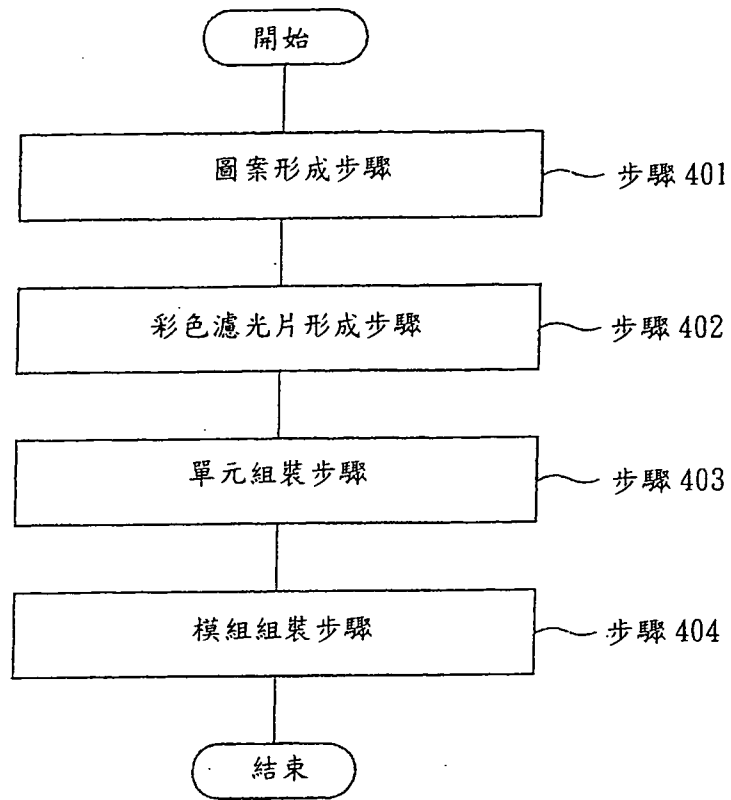 開始
圖案形成步驟
步驟 401
彩色濾光片形成步驟
步驟 402
單元組裝步驟
步驟 403
模組組裝步驟
步驟 404
結束